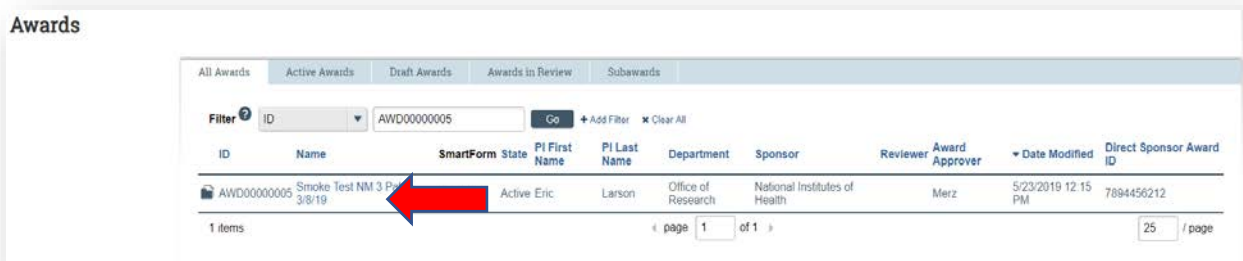 Awards
All Awards Active Awards Draft Awards Awards in Review Subawards
Filter ? ID AWD00000005 Go + Add Filter × Clear All
ID Name SmartForm State PI First Name PI Last Name Department Sponsor Reviewer Award Approver Date Modified Direct Sponsor Award ID
AWD00000005 Smoke Test NM 3 Active Eric Larson Office of Research National Institutes of Health Merz 5/23/2019 12:15 PM 7894456212
3/8/19
1 items page 1 of 1 25 / page